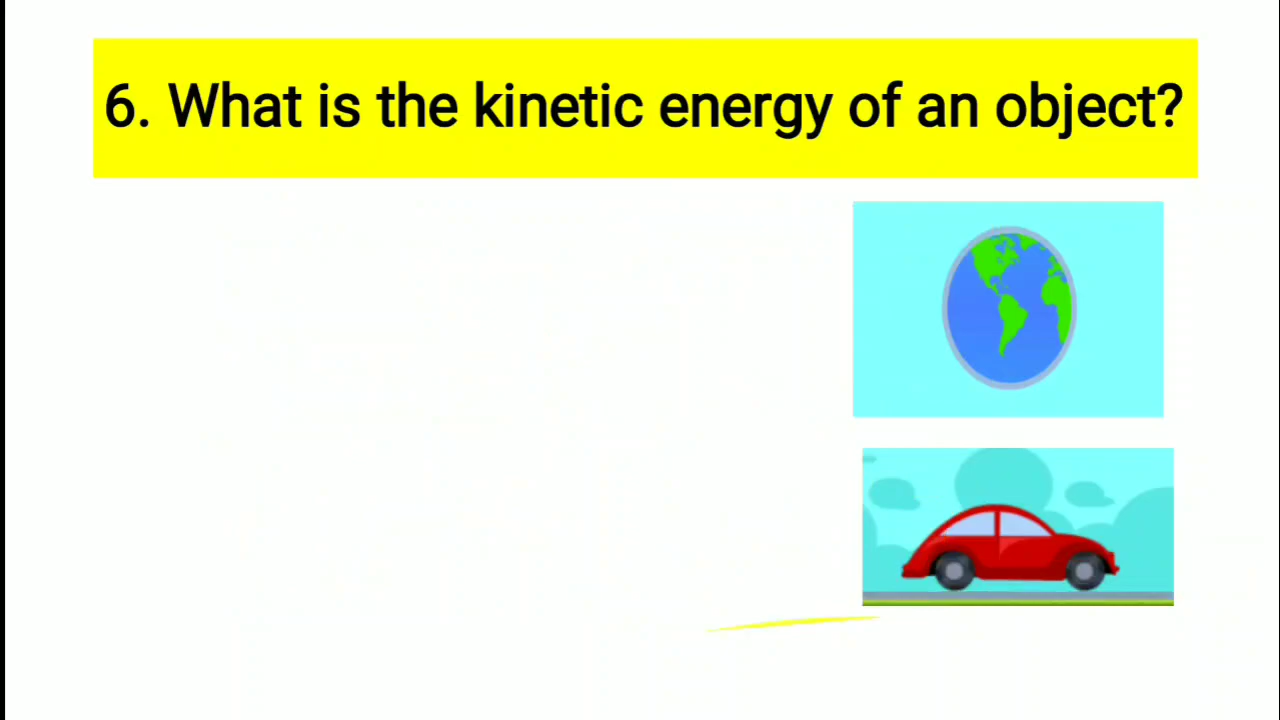 6. What is the kinetic energy of an object?